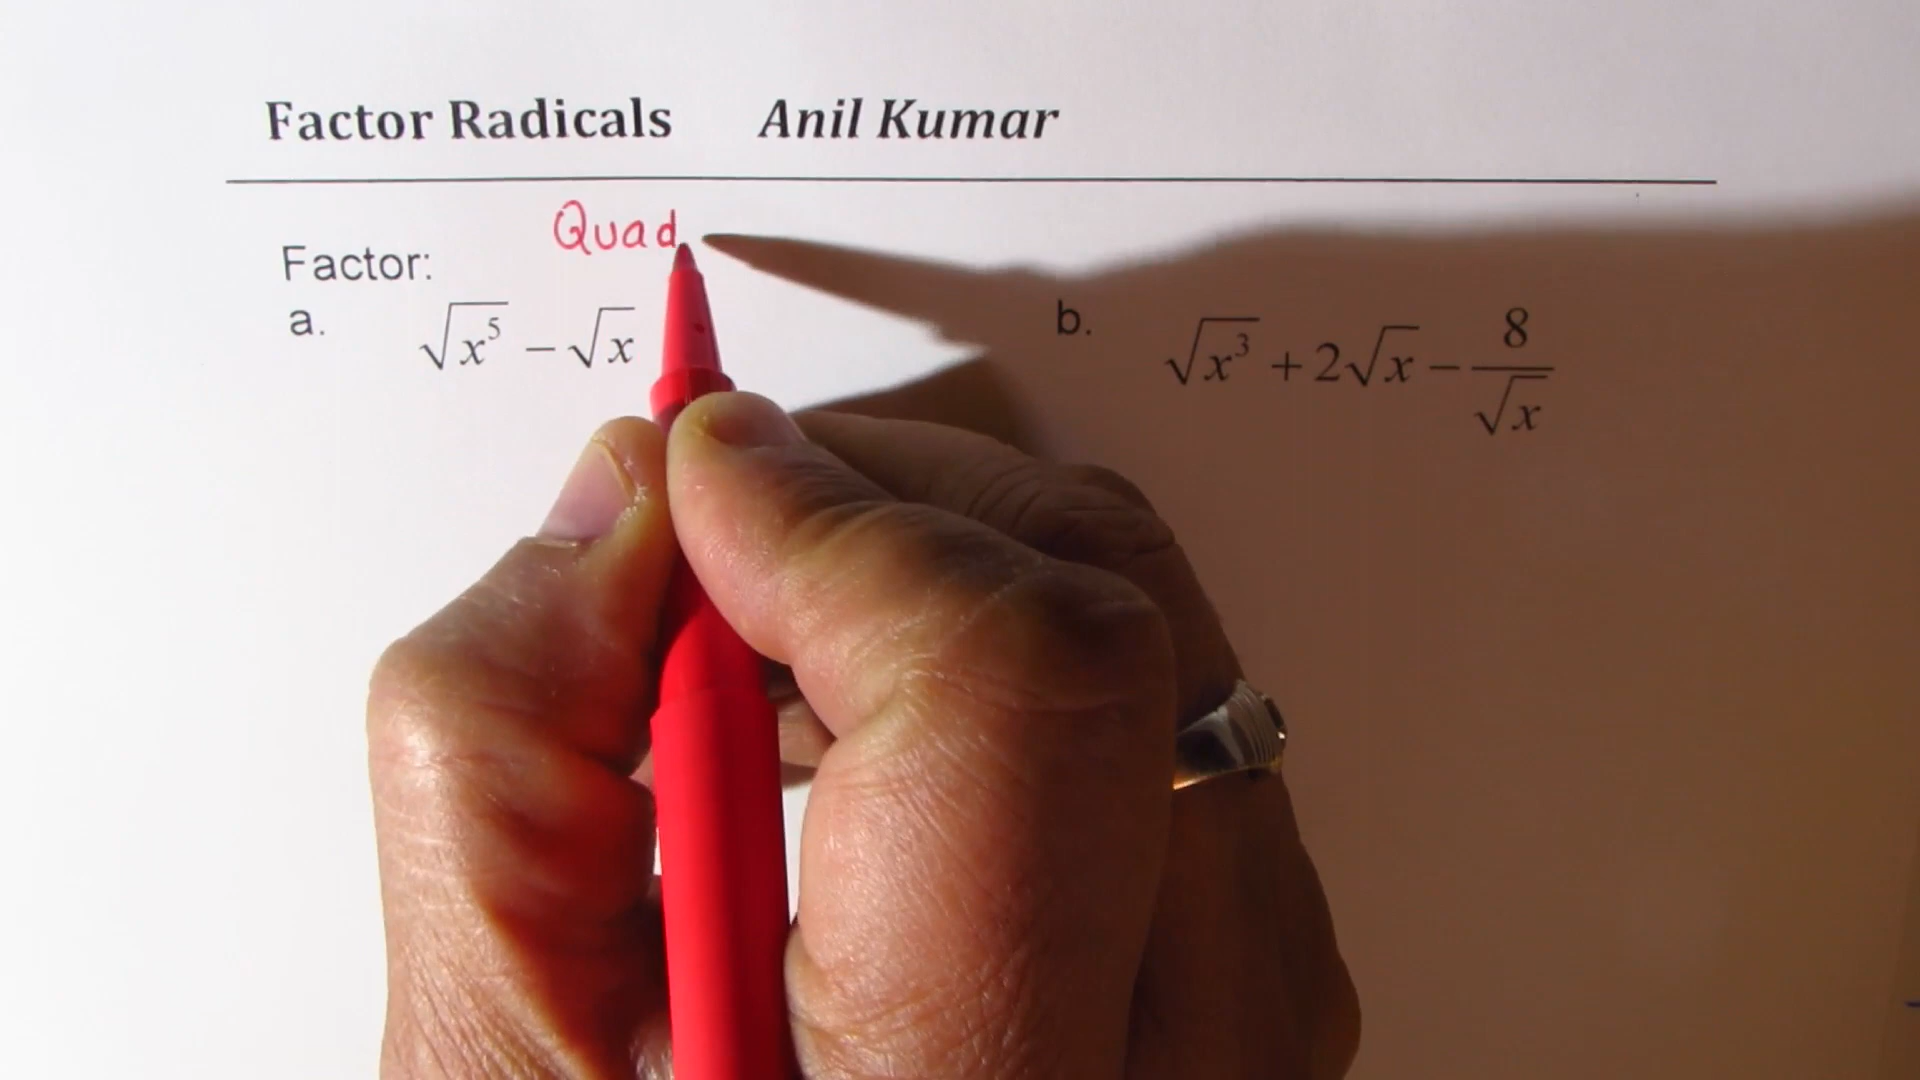 Factor Radicals Anil Kumar
Quad
Factor:
a. √x⁵ − √x
b. √x³ + 2√x − 8/√x